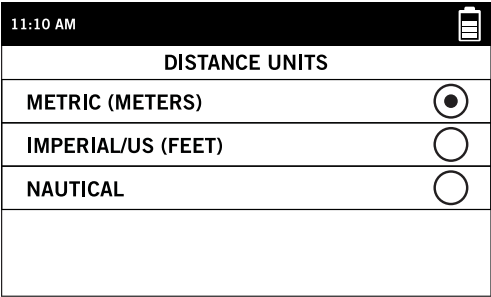 11:10 AM
DISTANCE UNITS
METRIC (METERS)
IMPERIAL/US (FEET)
NAUTICAL